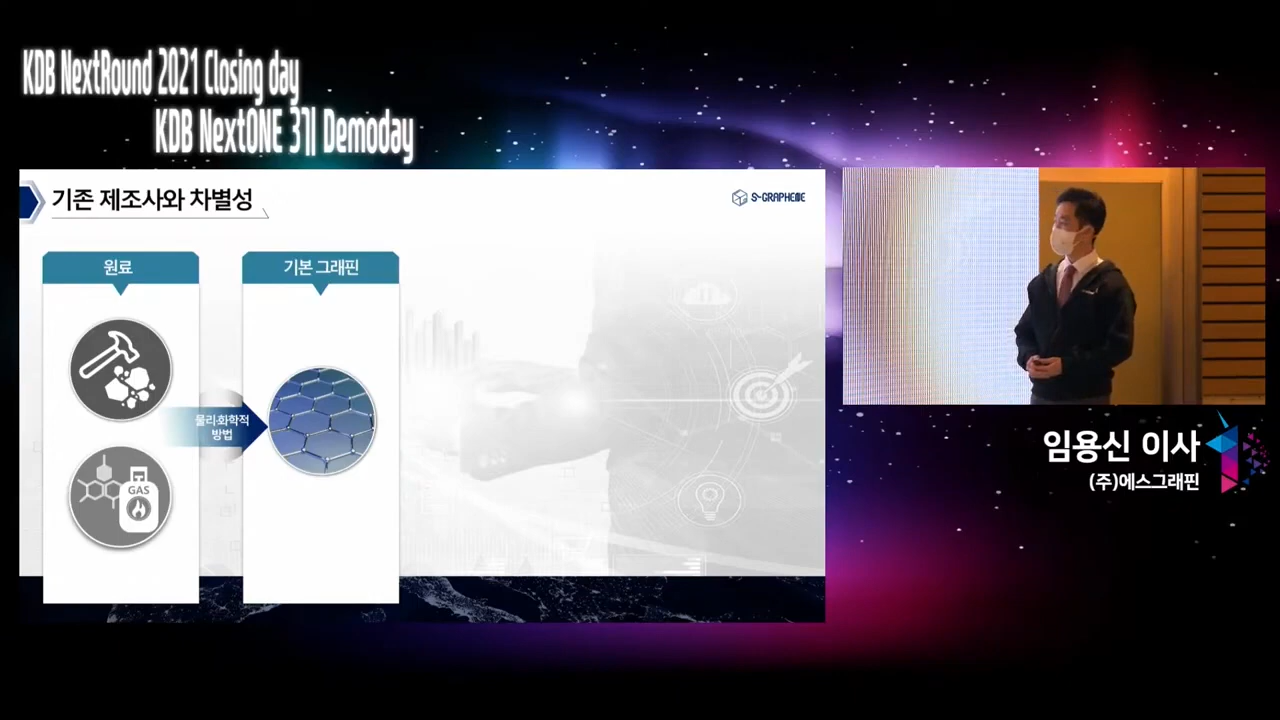 KDB NextRound 2021 Closing day
KDB NextONE 3기 Demoday
기존 제조사와 차별성
S-GRAPHENE
원료
기본 그래핀
물리·화학적
방법
GAS
임용신 이사
(주)에스그래핀